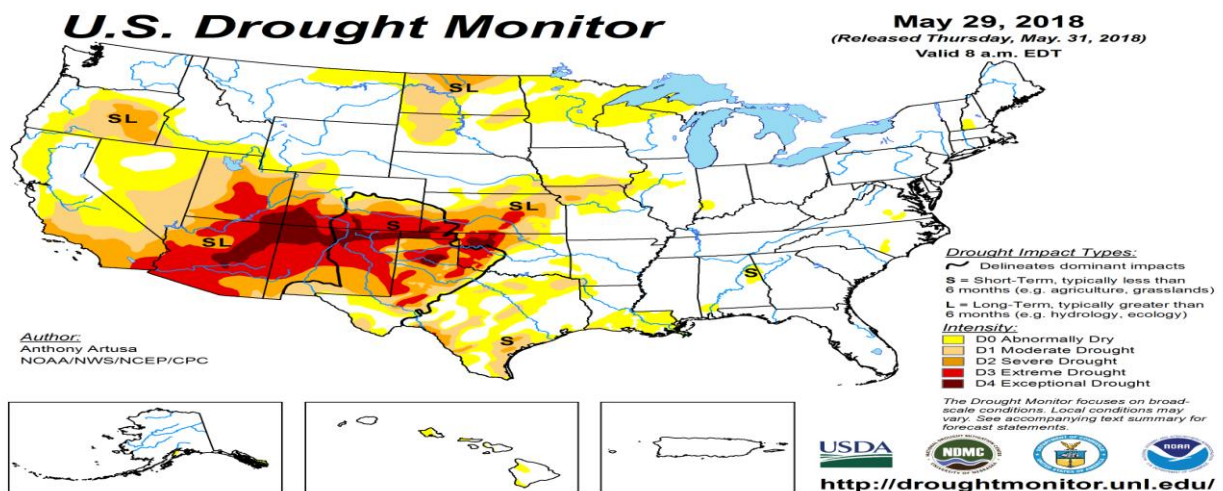 U.S. Drought Monitor
May 29, 2018
(Released Thursday, May. 31, 2018)
Valid 8 a.m. EDT
SL
SL
SL
S
SL
S
S
Author:
Anthony Artusa
NOAA/NWS/NCEP/CPC
Drought Impact Types:
Delineates dominant impacts
S = Short-Term, typically less than
6 months (e.g. agriculture, grasslands)
L = Long-Term, typically greater than
6 months (e.g. hydrology, ecology)
Intensity:
D0 Abnormally Dry
D1 Moderate Drought
D2 Severe Drought
D3 Extreme Drought
D4 Exceptional Drought
The Drought Monitor focuses on broad-
scale conditions. Local conditions may
vary. See accompanying text summary for
forecast statements.
USDA
NDMC
NOAA
http://droughtmonitor.unl.edu/